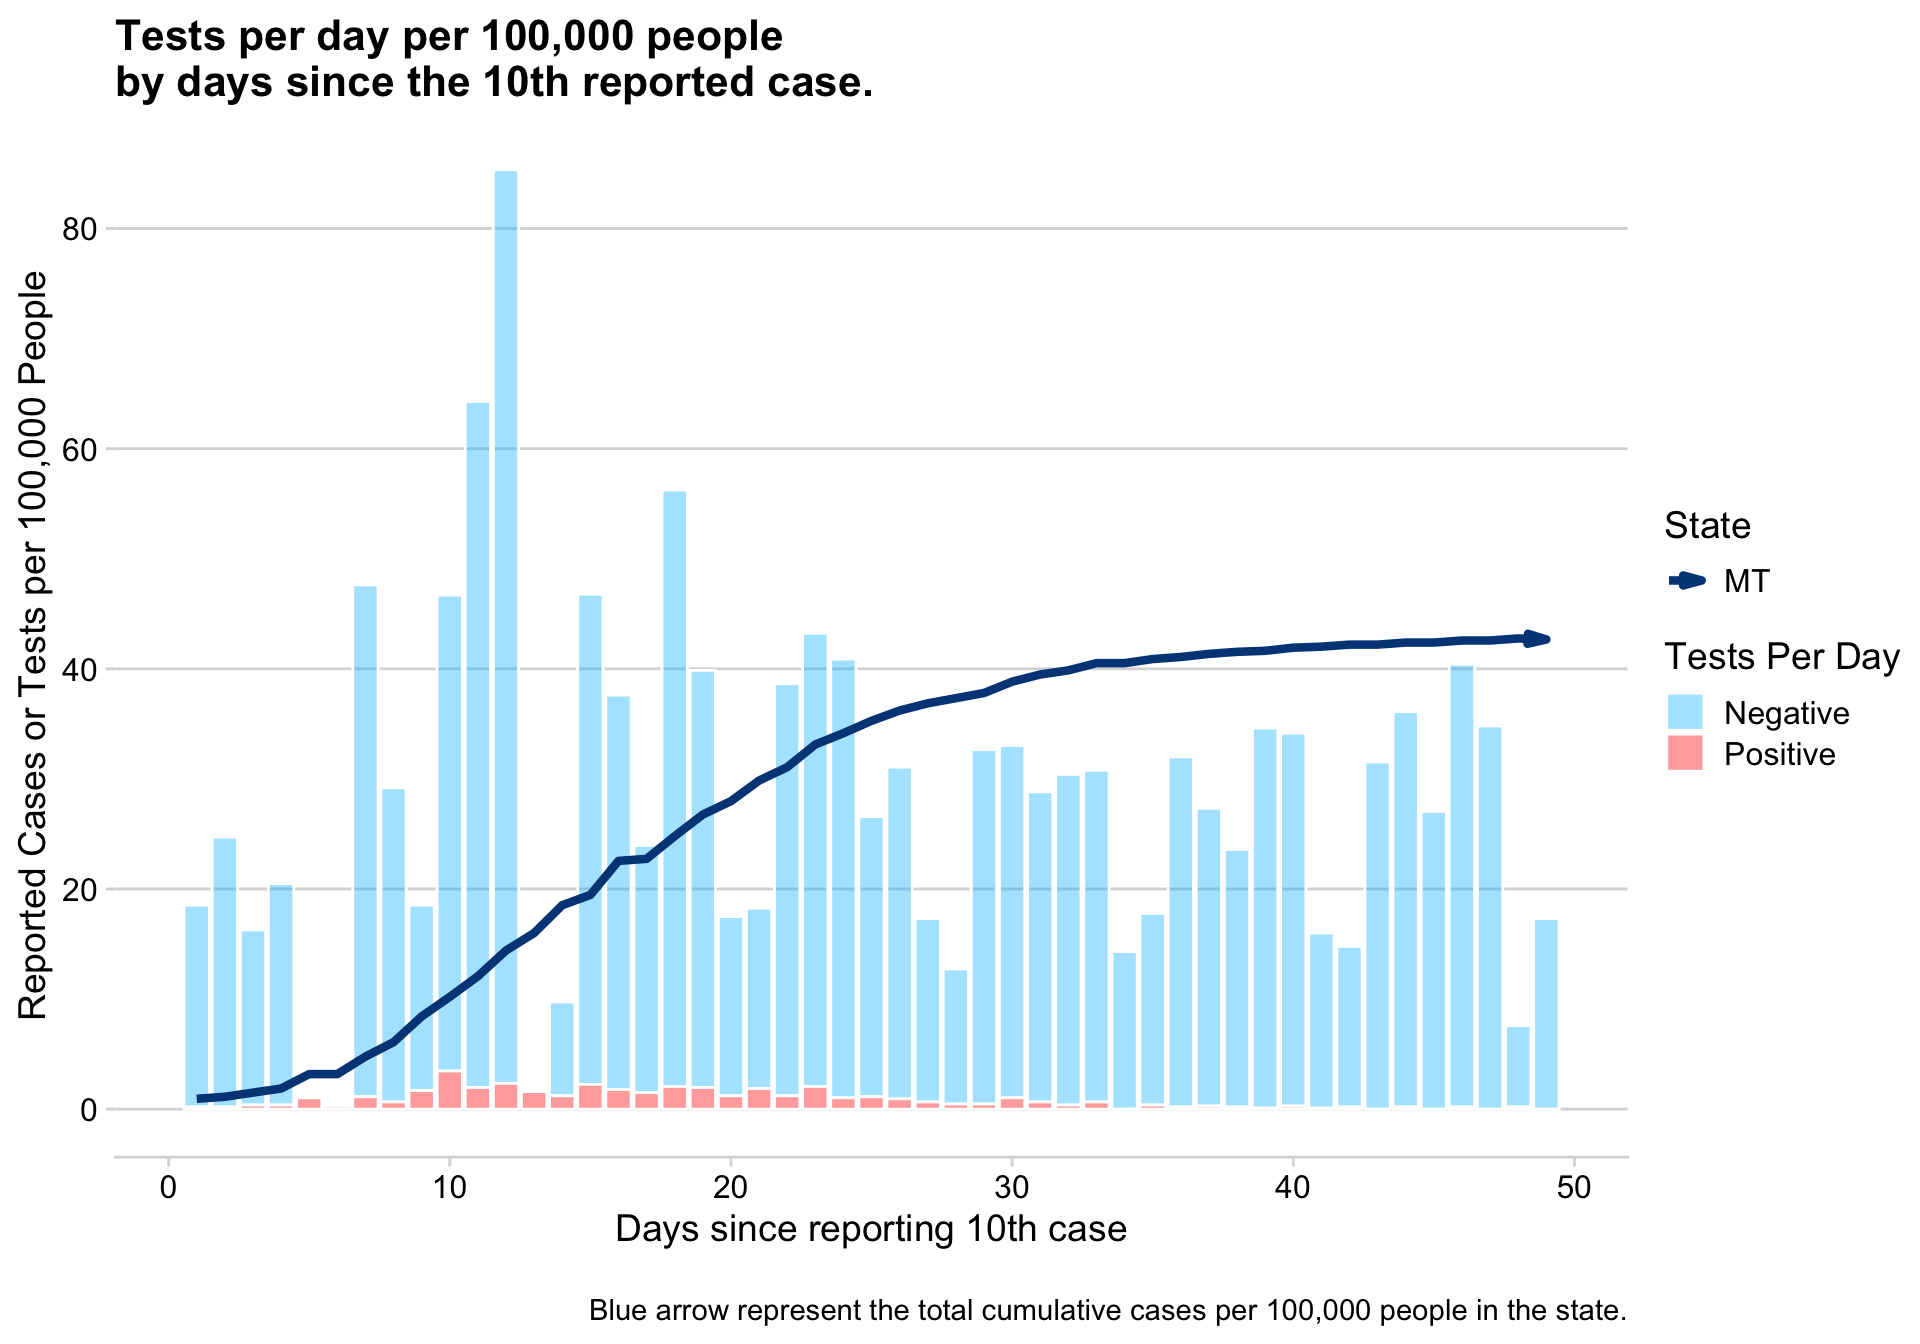 Tests per day per 100,000 people
by days since the 10th reported case.
Reported Cases or Tests per 100,000 People
80
60
40
20
0
0 10 20 30 40 50
Days since reporting 10th case
State
MT
Tests Per Day
Negative
Positive
Blue arrow represent the total cumulative cases per 100,000 people in the state.